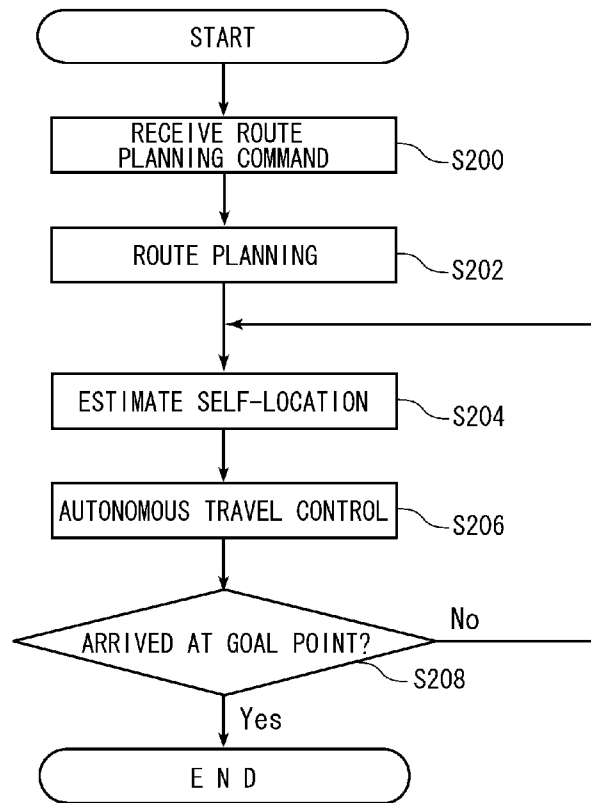 START
RECEIVE ROUTE
PLANNING COMMAND
S200
ROUTE PLANNING
S202
ESTIMATE SELF-LOCATION
S204
AUTONOMOUS TRAVEL CONTROL
S206
ARRIVED AT GOAL POINT?
No
S208
Yes
E N D